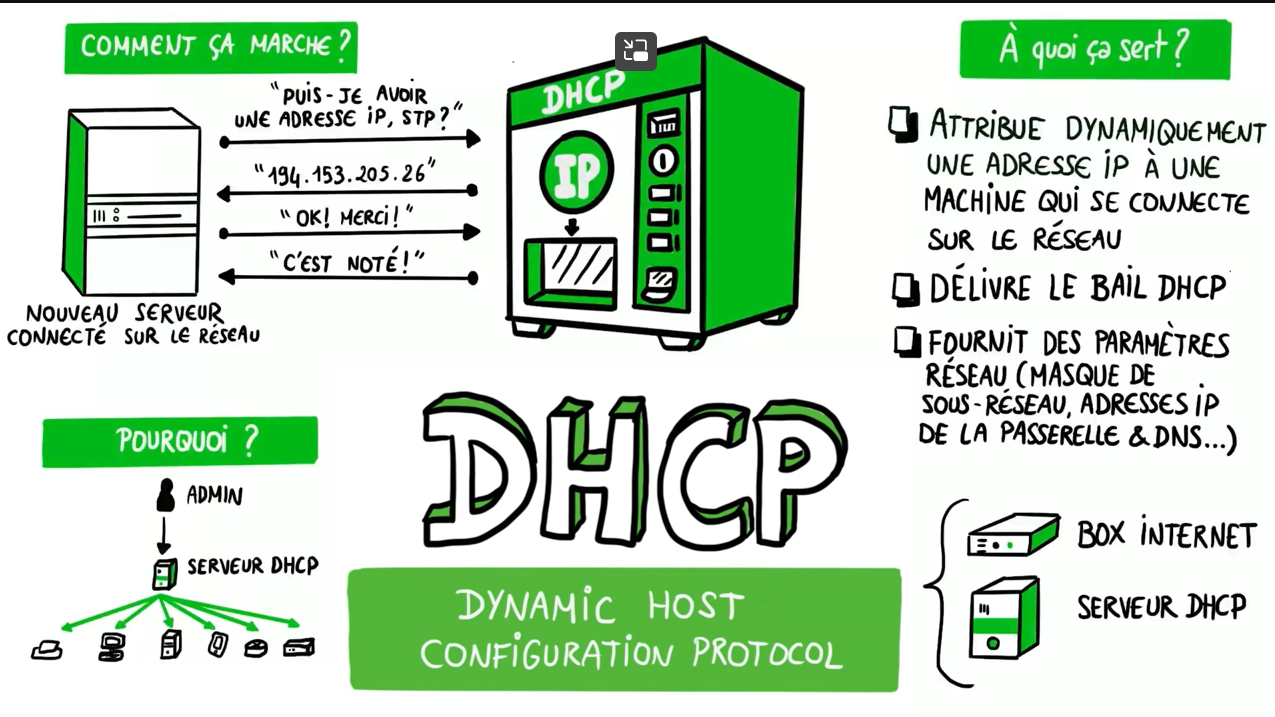 COMMENT ÇA MARCHE ?
"PUIS-JE AVOIR
UNE ADRESSE IP, STP?"
"194.153.205.26"
"OK! MERCI!"
"C'EST NOTÉ!"
NOUVEAU SERVEUR
CONNECTÉ SUR LE RÉSEAU
DHCP
IP
À quoi ça sert ?
ATTRIBUE DYNAMIQUEMENT
UNE ADRESSE IP À UNE
MACHINE QUI SE CONNECTE
SUR LE RÉSEAU
DÉLIVRE LE BAIL DHCP
FOURNIT DES PARAMÈTRES
RÉSEAU (MASQUE DE
SOUS-RÉSEAU, ADRESSES IP
DE LA PASSERELLE & DNS...)
POURQUOI ?
ADMIN
SERVEUR DHCP
DHCP
DYNAMIC HOST
CONFIGURATION PROTOCOL
BOX INTERNET
SERVEUR DHCP